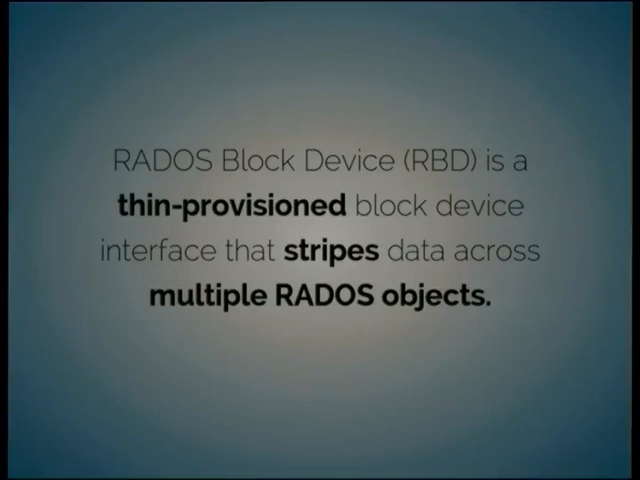 RADOS Block Device (RBD) is a
thin-provisioned block device
interface that stripes data across
multiple RADOS objects.